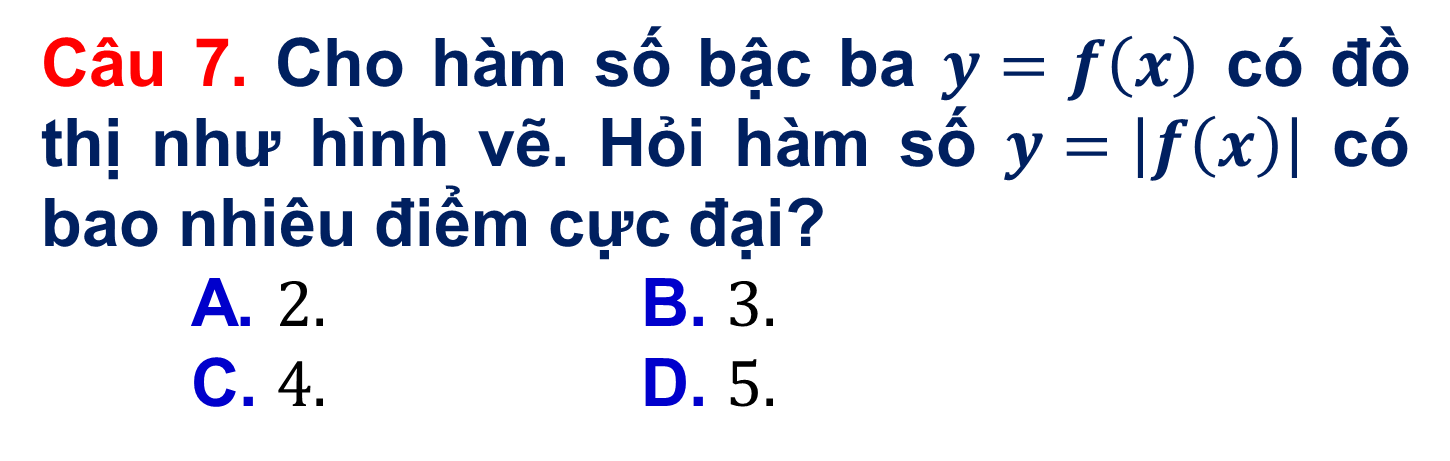 Câu 7. Cho hàm số bậc ba y = f(x) có đồ
thị như hình vẽ. Hỏi hàm số y = |f(x)| có
bao nhiêu điểm cực đại?
A. 2. B. 3.
C. 4. D. 5.